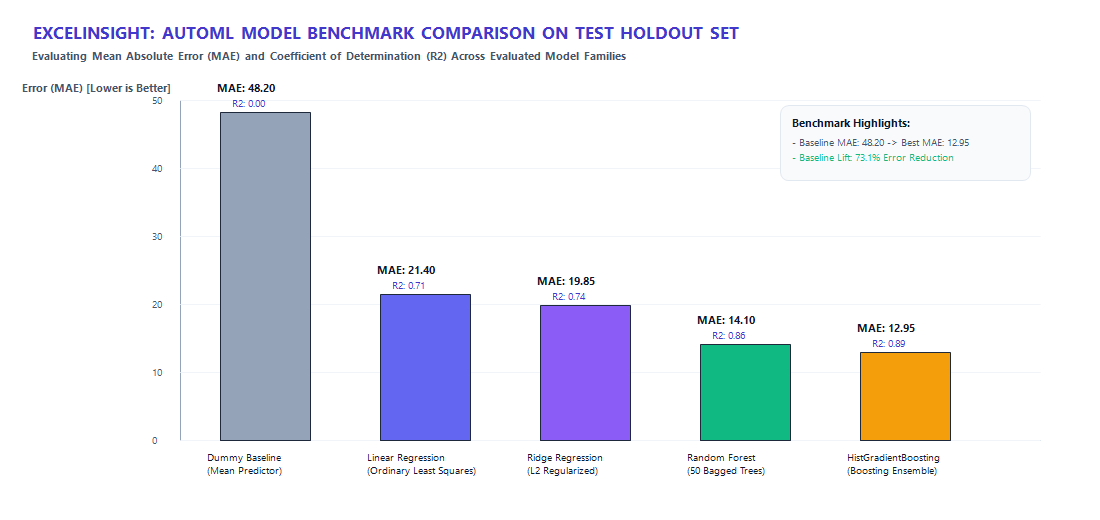 EXCELINSIGHT: AUTOML MODEL BENCHMARK COMPARISON ON TEST HOLDOUT SET
Evaluating Mean Absolute Error (MAE) and Coefficient of Determination (R2) Across Evaluated Model Families
Error (MAE) [Lower is Better]
50
40
30
20
10
0
MAE: 48.20
R2: 0.00
MAE: 21.40
R2: 0.71
MAE: 19.85
R2: 0.74
MAE: 14.10
R2: 0.86
MAE: 12.95
R2: 0.89
Benchmark Highlights:
- Baseline MAE: 48.20 -> Best MAE: 12.95
- Baseline Lift: 73.1% Error Reduction
Dummy Baseline
(Mean Predictor)
Linear Regression
(Ordinary Least Squares)
Ridge Regression
(L2 Regularized)
Random Forest
(50 Bagged Trees)
HistGradientBoosting
(Boosting Ensemble)